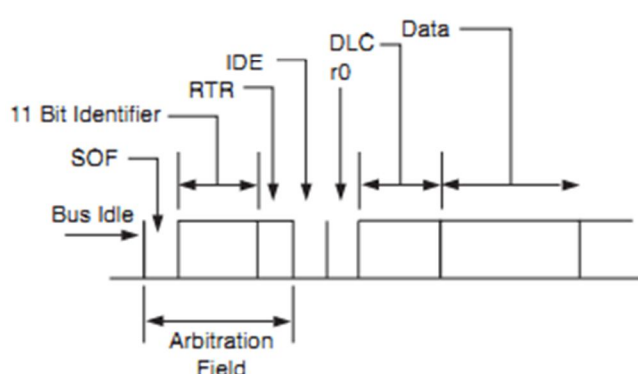 Data
DLC
r0
IDE
RTR
11 Bit Identifier
SOF
Bus Idle
Arbitration
Field